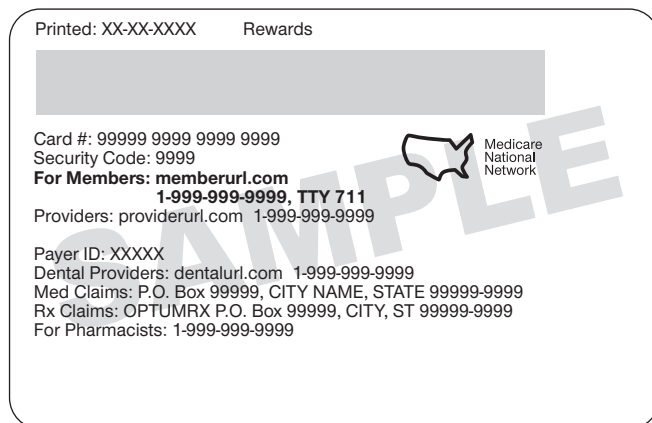 Printed: XX-XX-XXXX Rewards
Card #: 99999 9999 9999 9999
Security Code: 9999
For Members: memberurl.com
1-999-999-9999, TTY 711
Providers: providerurl.com 1-999-999-9999
Medicare
National
Network
Payer ID: XXXXX
Dental Providers: dentalurl.com 1-999-999-9999
Med Claims: P.O. Box 99999, CITY NAME, STATE 99999-9999
Rx Claims: OPTUMRX P.O. Box 99999, CITY, ST 99999-9999
For Pharmacists: 1-999-999-9999
SAMPLE